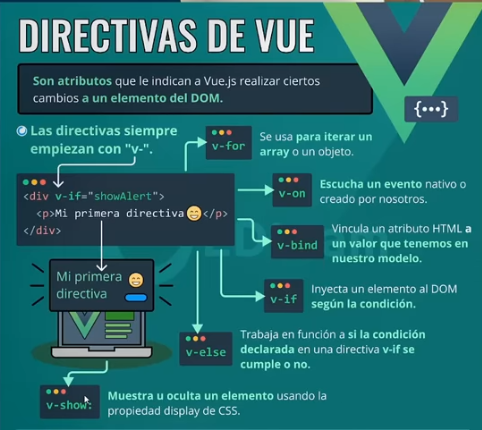 DIRECTIVAS DE VUE
Son atributos que le indican a Vue.js realizar ciertos
cambios a un elemento del DOM.
{•••}
Las directivas siempre
empiezan con "v-".
v-for
Se usa para iterar un
array o un objeto.
<div v-if="showAlert">
<p>Mi primera directiva😄</p>
</div>
v-on
Escucha un evento nativo o
creado por nosotros.
v-bind
Vincula un atributo HTML a
un valor que tenemos en
nuestro modelo.
Mi primera 😄
directiva
v-if
Inyecta un elemento al DOM
según la condición.
v-else
Trabaja en función a si la condición
declarada en una directiva v-if se
cumple o no.
v-show:
Muestra u oculta un elemento usando la
propiedad display de CSS.